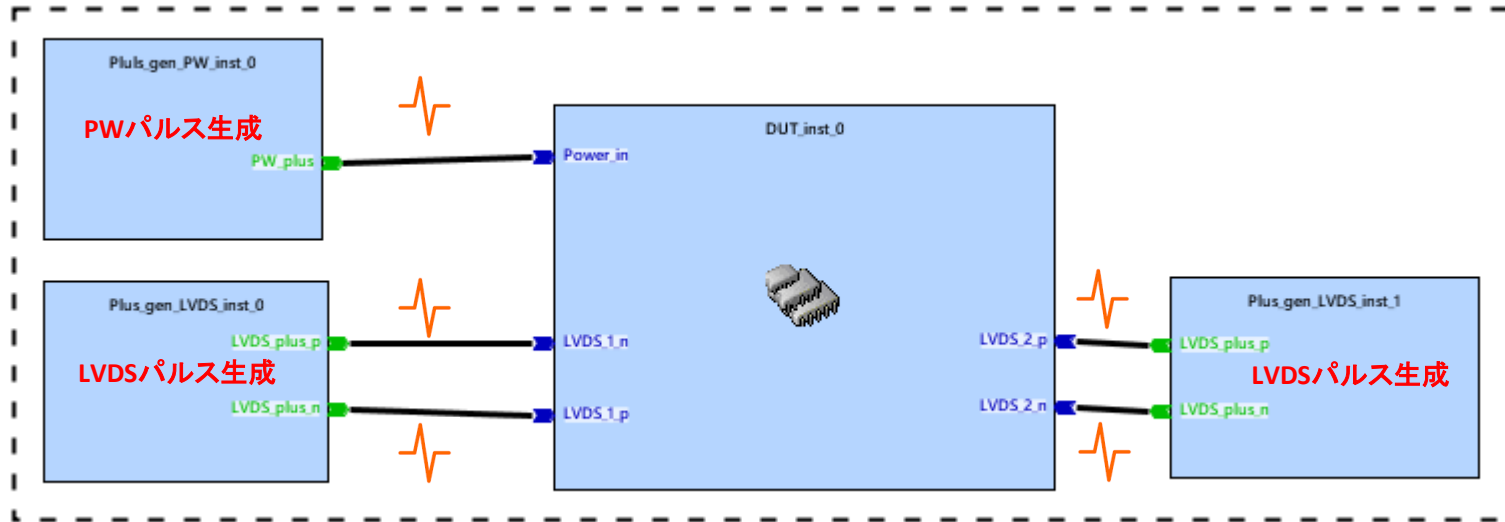 Pluls_gen_PW_inst_0
PWパルス生成
PW_plus
DUT_inst_0
Power_in
Plus_gen_LVDS_inst_0
LVDS_plus_p
LVDSパルス生成
LVDS_plus_n
LVDS_1_n
LVDS_1_p
LVDS_2_p
LVDS_2_n
Plus_gen_LVDS_inst_1
LVDS_plus_p
LVDSパルス生成
LVDS_plus_n